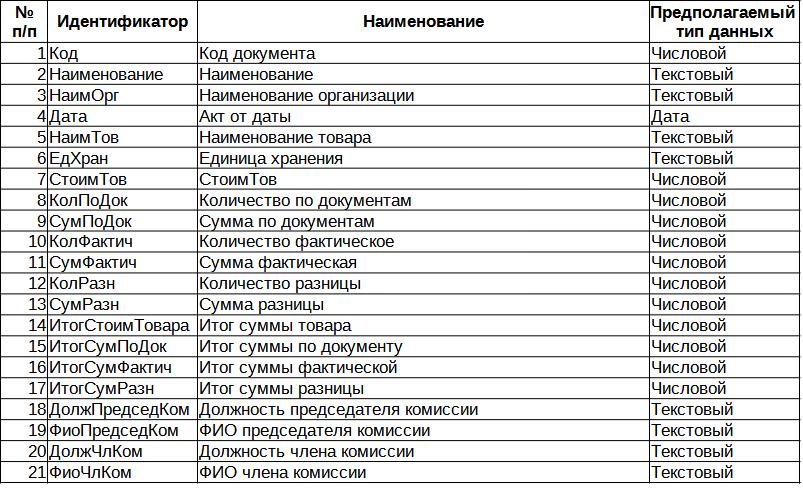 № п/п Идентификатор Наименование Предполагаемый тип данных
1 Код Код документа Числовой
2 Наименование Наименование Текстовый
3 НаимОрг Наименование организации Текстовый
4 Дата Акт от даты Дата
5 НаимТов Наименование товара Текстовый
6 ЕдХран Единица хранения Текстовый
7 СтоимТов СтоимТов Числовой
8 КолПоДок Количество по документам Числовой
9 СумПоДок Сумма по документам Числовой
10 КолФактич Количество фактическое Числовой
11 СумФактич Сумма фактическая Числовой
12 КолРазн Количество разницы Числовой
13 СумРазн Сумма разницы Числовой
14 ИтогСтоимТовара Итог суммы товара Числовой
15 ИтогСумПоДок Итог суммы по документу Числовой
16 ИтогСумФактич Итог суммы фактической Числовой
17 ИтогСумРазн Итог суммы разницы Числовой
18 ДолжПредседКом Должность председателя комиссии Текстовый
19 ФиоПредседКом ФИО председателя комиссии Текстовый
20 ДолжЧлКом Должность члена комиссии Текстовый
21 ФиоЧлКом ФИО члена комиссии Текстовый